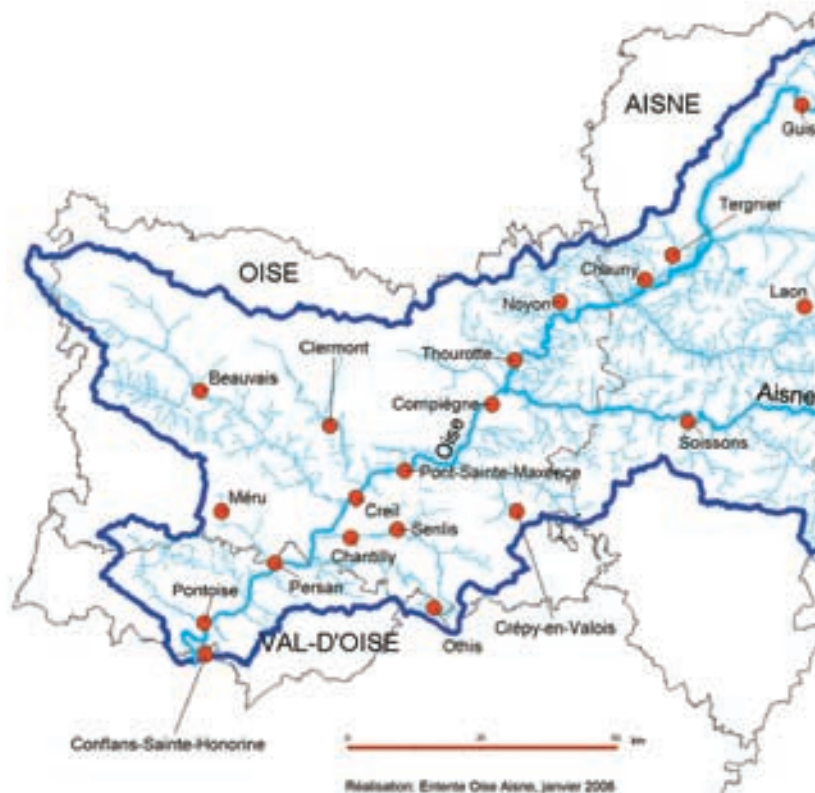 AISNE
Guis
Tergnier
OISE
Chauny
Noyon
Laon
Clermont
Thourotte
Beauvais
Compiègne
Oise
Aisne
Soissons
Pont-Sainte-Maxence
Méru
Creil
Senlis
Chantilly
Persan
Pontoise
VAL-D'OISE
Othis
Crépy-en-Valois
Conflans-Sainte-Honorine
0
km
Réalisation: Entente Oise Aisne, janvier 2006